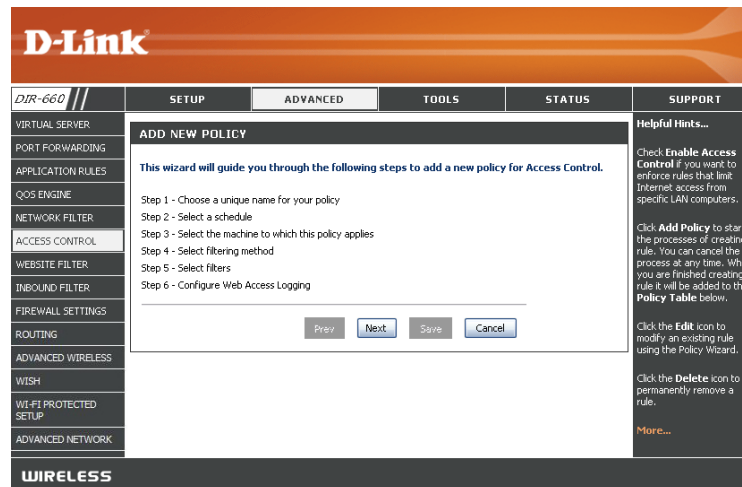 D-Link
DIR-660
SETUP
ADVANCED
TOOLS
STATUS
SUPPORT
VIRTUAL SERVER
PORT FORWARDING
APPLICATION RULES
QOS ENGINE
NETWORK FILTER
ACCESS CONTROL
WEBSITE FILTER
INBOUND FILTER
FIREWALL SETTINGS
ROUTING
ADVANCED WIRELESS
WISH
WI-FI PROTECTED
SETUP
ADVANCED NETWORK
ADD NEW POLICY
This wizard will guide you through the following steps to add a new policy for Access Control.
Step 1 - Choose a unique name for your policy
Step 2 - Select a schedule
Step 3 - Select the machine to which this policy applies
Step 4 - Select filtering method
Step 5 - Select filters
Step 6 - Configure Web Access Logging
Prev Next Save Cancel
Helpful Hints...
Check Enable Access
Control if you want to
enforce rules that limit
Internet access from
specific LAN computers.
Click Add Policy to star
the processes of creatin
rule. You can cancel the
process at any time. Wh
you are finished creating
rule it will be added to th
Policy Table below.
Click the Edit icon to
modify an existing rule
using the Policy Wizard.
Click the Delete icon to
permanently remove a
rule.
More...
WIRELESS